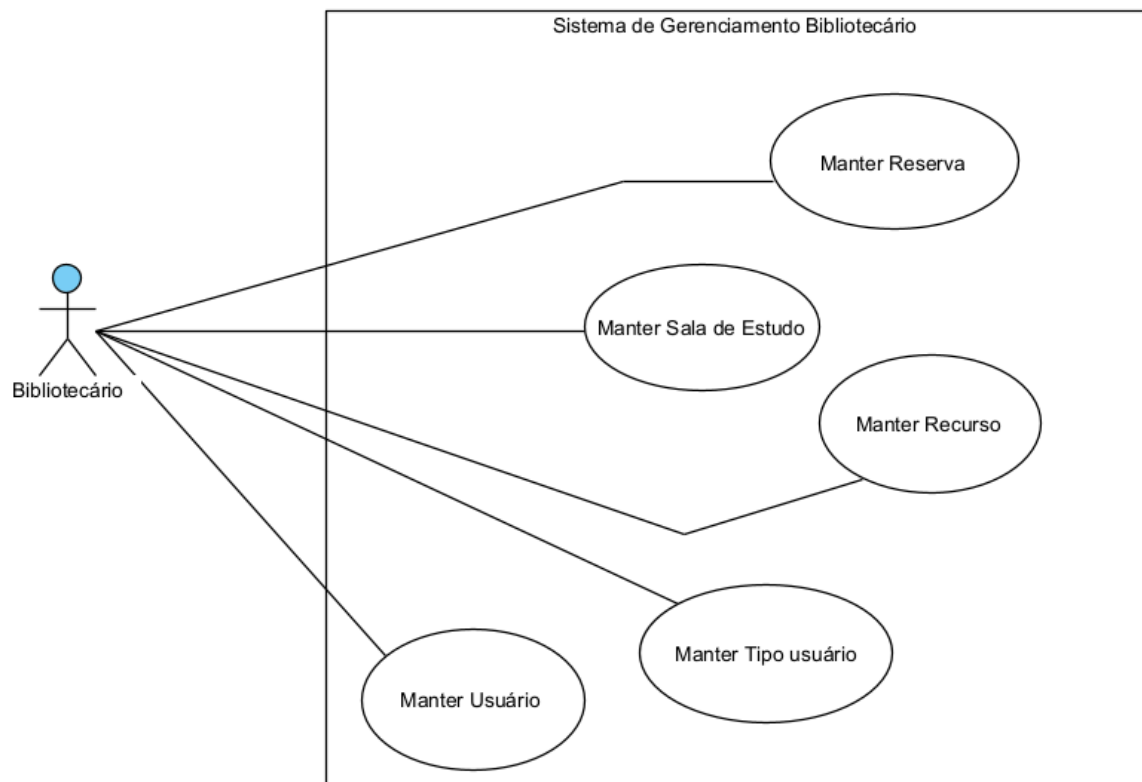 Sistema de Gerenciamento Bibliotecário
Manter Reserva
Manter Sala de Estudo
Bibliotecário
Manter Recurso
Manter Tipo usuário
Manter Usuário